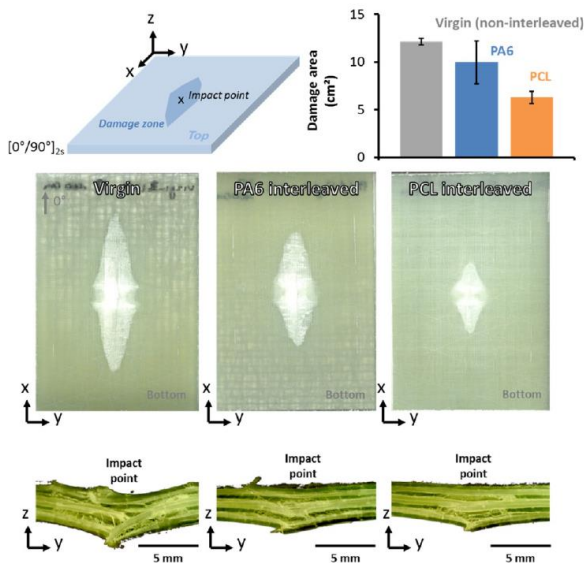 z
y
x
Impact point
x
Damage zone
Top
[0°/90°]2s
Damage area
(cm²)
15
10
5
0
Virgin (non-interleaved)
PA6
PCL
Virgin
PA6 interleaved
PCL interleaved
0°
Bottom
Bottom
Bottom
x
y
x
y
x
y
Impact
point
Impact
point
Impact
point
z
y
5 mm
z
y
5 mm
z
y
5 mm